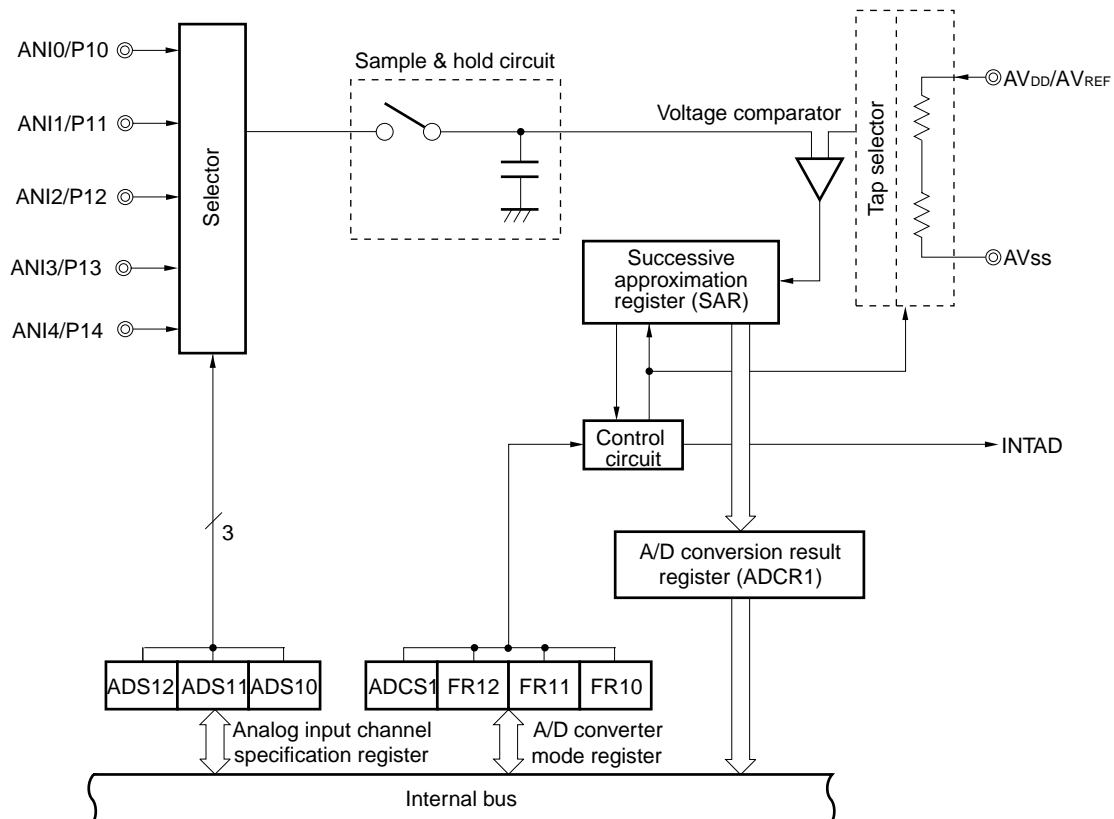 ANI0/P10
ANI1/P11
ANI2/P12
ANI3/P13
ANI4/P14
Selector
Sample & hold circuit
Voltage comparator
Tap selector
AVDD/AVREF
AVss
Successive
approximation
register (SAR)
Control
circuit
INTAD
3
A/D conversion result
register (ADCR1)
ADS12 ADS11 ADS10
ADCS1 FR12 FR11 FR10
Analog input channel
specification register
A/D converter
mode register
Internal bus